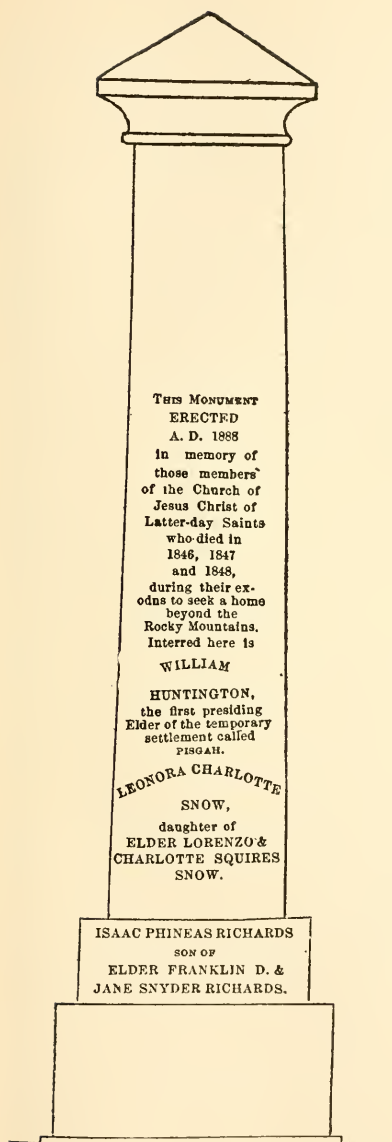 THIS MONUMENT
ERECTED
A. D. 1888
in memory of
those members
of the Church of
Jesus Christ of
Latter-day Saints
who died in
1846, 1847
and 1848,
during their ex-
odus to seek a home
beyond the
Rocky Mountains.
Interred here is
WILLIAM
HUNTINGTON,
the first presiding
Elder of the temporary
settlement called
PISGAH.
LEONORA CHARLOTTE
SNOW,
daughter of
ELDER LORENZO &
CHARLOTTE SQUIRES
SNOW.
ISAAC PHINEAS RICHARDS
SON OF
ELDER FRANKLIN D. &
JANE SNYDER RICHARDS.